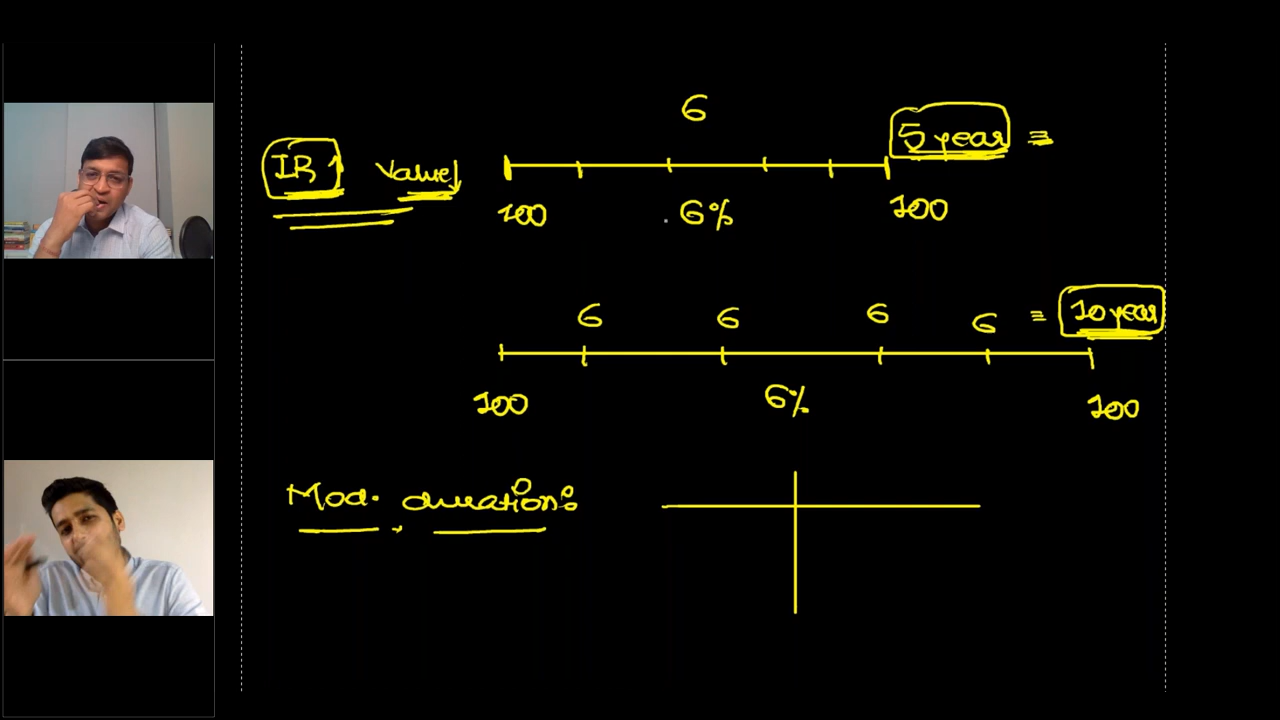 6
5 year ≡
IR↑ Value↓
100 6% 100
6 6 6 6 ≡ 10 year
100 6% 100
Mod. duration: